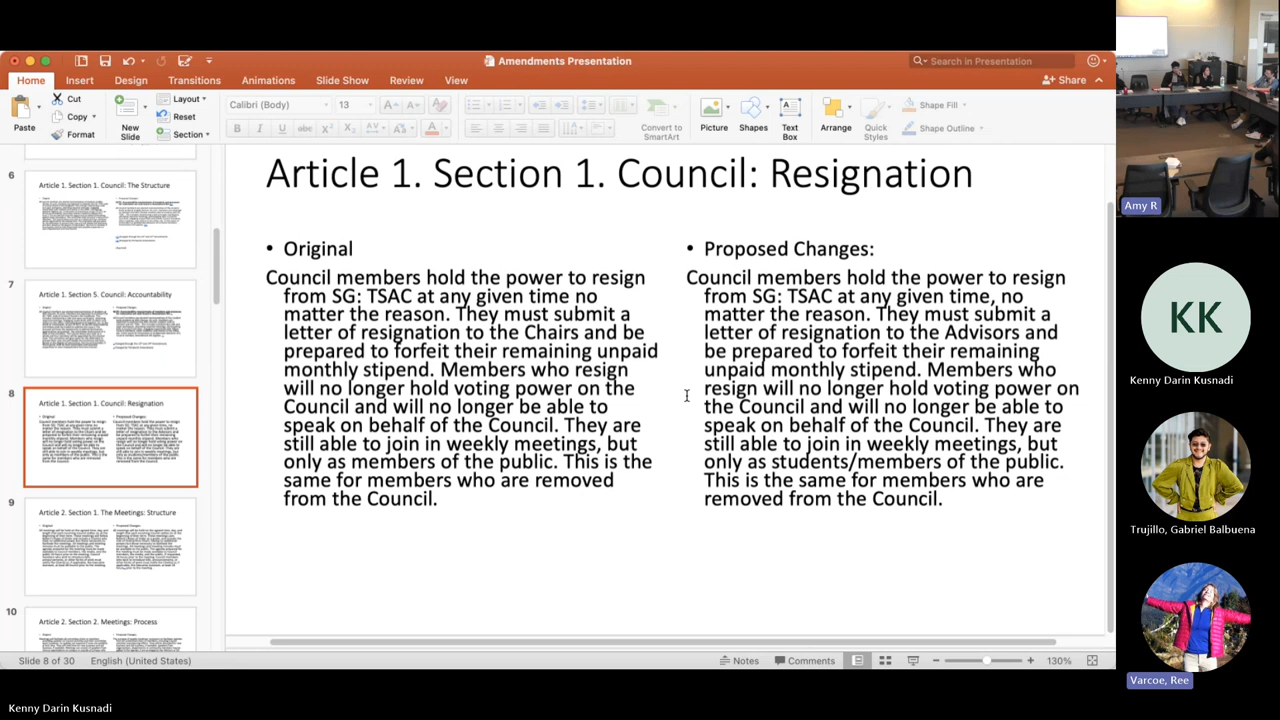 Amendments Presentation
Search in Presentation
Home
Insert
Design
Transitions
Animations
Slide Show
Review
View
Share
Paste
Cut
Copy
Format
New
Slide
Layout
Reset
Section
Calibri (Body)
13
B
I
U
abc
X²
X₂
AV
Aa
A
Convert to
SmartArt
Picture
Shapes
Text
Box
Arrange
Quick
Styles
Shape Fill
Shape Outline
6
Article 1. Section 1. Council: The Structure
7
Article 1. Section 5. Council: Accountability
8
Article 1. Section 1. Council: Resignation
9
Article 2. Section 1. The Meetings: Structure
10
Article 2. Section 2. Meetings: Process
Article 1. Section 1. Council: Resignation
• Original
Council members hold the power to resign
from SG: TSAC at any given time no
matter the reason. They must submit a
letter of resignation to the Chairs and be
prepared to forfeit their remaining unpaid
monthly stipend. Members who resign
will no longer hold voting power on the
Council and will no longer be able to
speak on behalf of the Council. They are
still able to join in weekly meetings, but
only as members of the public. This is the
same for members who are removed
from the Council.
• Proposed Changes:
Council members hold the power to resign
from SG: TSAC at any given time, no
matter the reason. They must submit a
letter of resignation to the Advisors and
be prepared to forfeit their remaining
unpaid monthly stipend. Members who
resign will no longer hold voting power on
the Council and will no longer be able to
speak on behalf of the Council. They are
still able to join in weekly meetings, but
only as students/members of the public.
This is the same for members who are
removed from the Council.
Slide 8 of 30
English (United States)
Notes
Comments
130%
Amy R
KK
Kenny Darin Kusnadi
Trujillo, Gabriel Balbuena
Varcoe, Ree
Kenny Darin Kusnadi